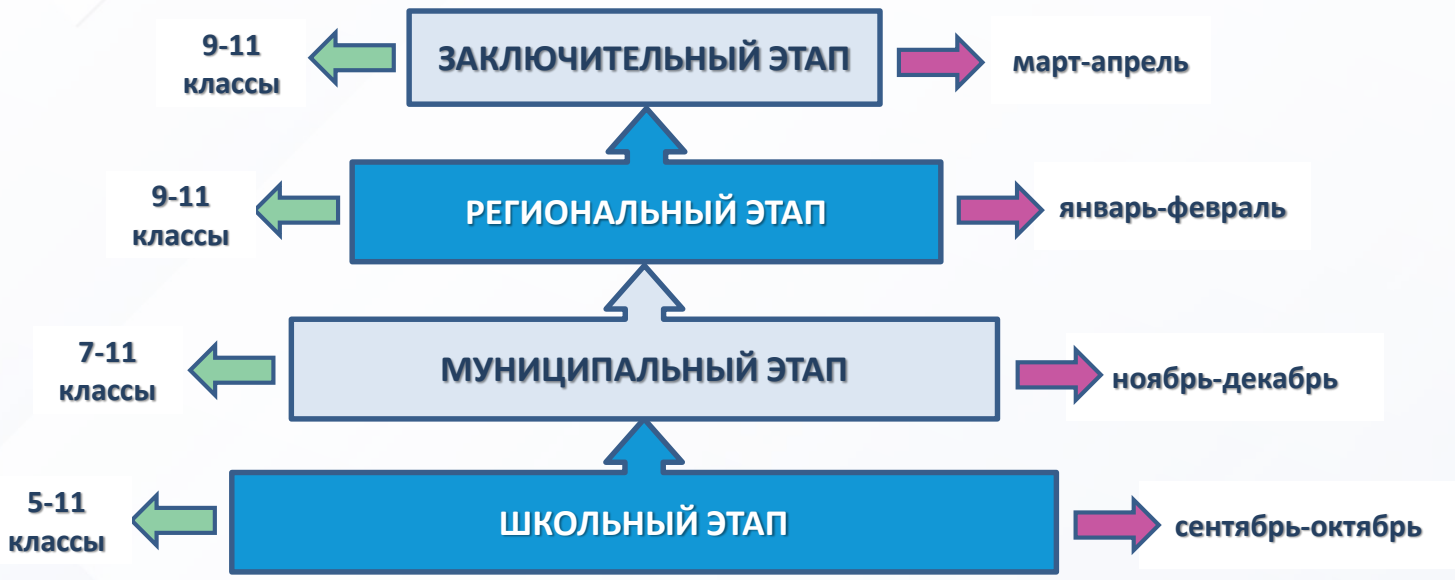 9-11
классы
ЗАКЛЮЧИТЕЛЬНЫЙ ЭТАП
март-апрель
9-11
классы
РЕГИОНАЛЬНЫЙ ЭТАП
январь-февраль
7-11
классы
МУНИЦИПАЛЬНЫЙ ЭТАП
ноябрь-декабрь
5-11
классы
ШКОЛЬНЫЙ ЭТАП
сентябрь-октябрь